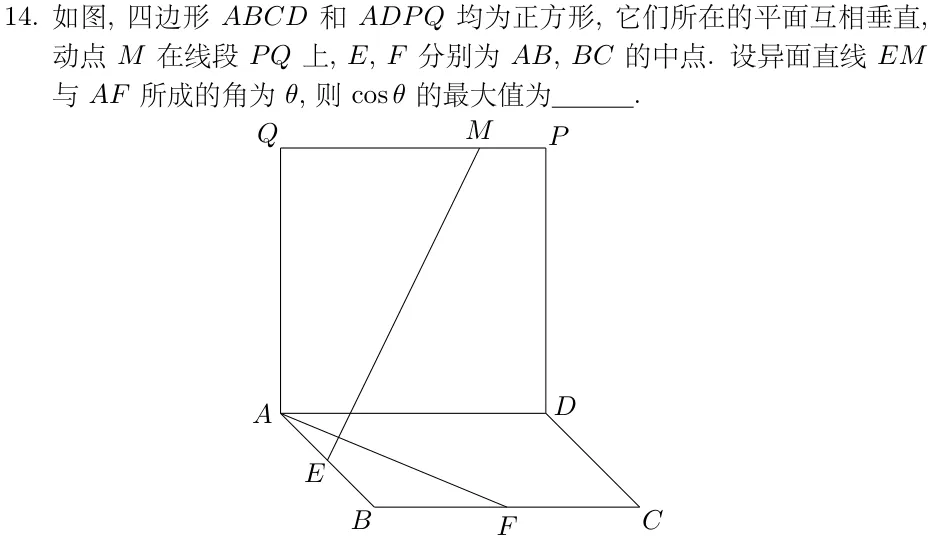 14. 如图, 四边形 ABCD 和 ADPQ 均为正方形, 它们所在的平面互相垂直,
动点 M 在线段 PQ 上, E, F 分别为 AB, BC 的中点. 设异面直线 EM
与 AF 所成的角为 θ, 则 cos θ 的最大值为______.
Q M P
A D
E
B F C